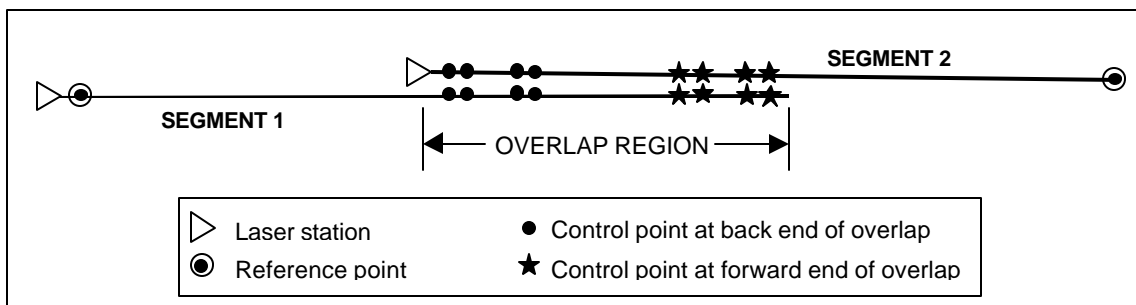 SEGMENT 2
SEGMENT 1
OVERLAP REGION
Laser station
Control point at back end of overlap
Reference point
Control point at forward end of overlap